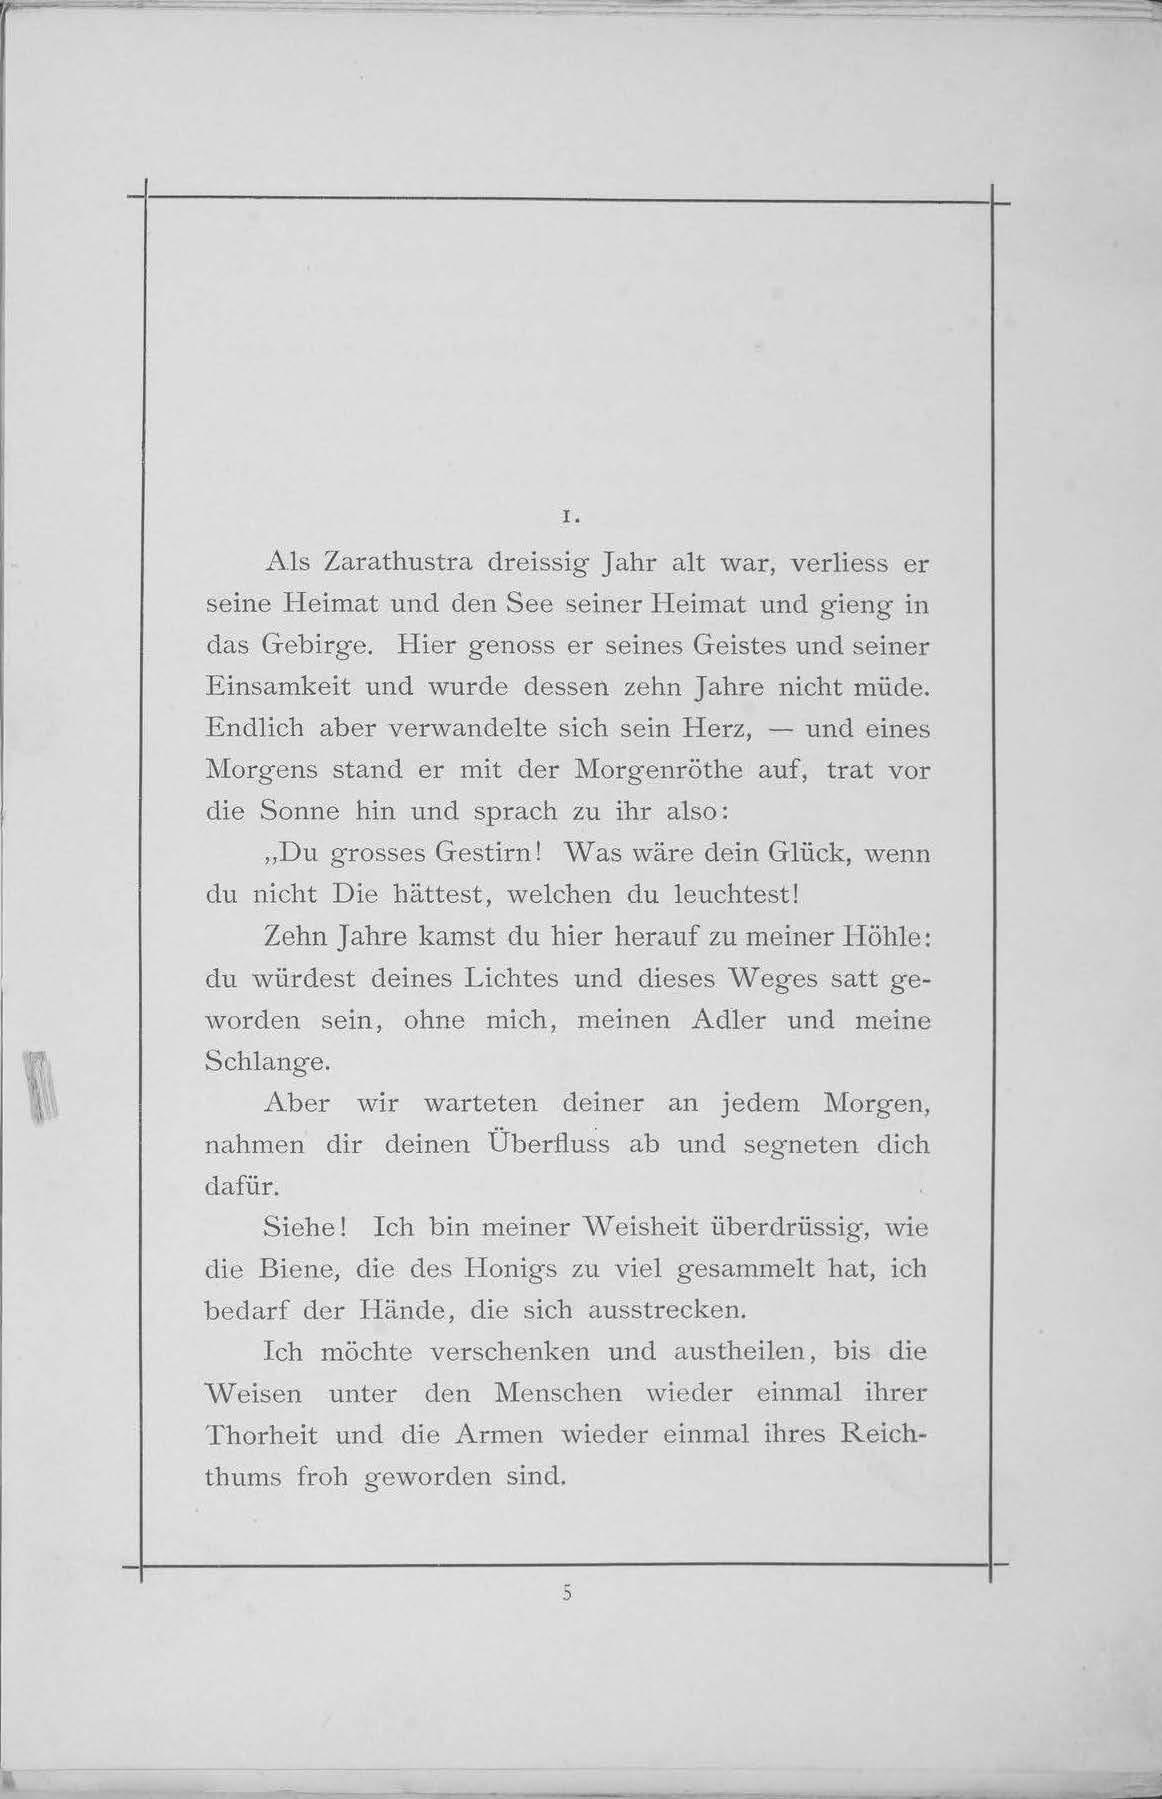 1.
Als Zarathustra dreissig Jahr alt war, verliess er
seine Heimat und den See seiner Heimat und gieng in
das Gebirge. Hier genoss er seines Geistes und seiner
Einsamkeit und wurde dessen zehn Jahre nicht müde.
Endlich aber verwandelte sich sein Herz, — und eines
Morgens stand er mit der Morgenröthe auf, trat vor
die Sonne hin und sprach zu ihr also:
„Du grosses Gestirn! Was wäre dein Glück, wenn
du nicht Die hättest, welchen du leuchtest!
Zehn Jahre kamst du hier herauf zu meiner Höhle:
du würdest deines Lichtes und dieses Weges satt ge-
worden sein, ohne mich, meinen Adler und meine
Schlange.
Aber wir warteten deiner an jedem Morgen,
nahmen dir deinen Überfluss ab und segneten dich
dafür.
Siehe! Ich bin meiner Weisheit überdrüssig, wie
die Biene, die des Honigs zu viel gesammelt hat, ich
bedarf der Hände, die sich ausstrecken.
Ich möchte verschenken und austheilen, bis die
Weisen unter den Menschen wieder einmal ihrer
Thorheit und die Armen wieder einmal ihres Reich-
thums froh geworden sind.
5